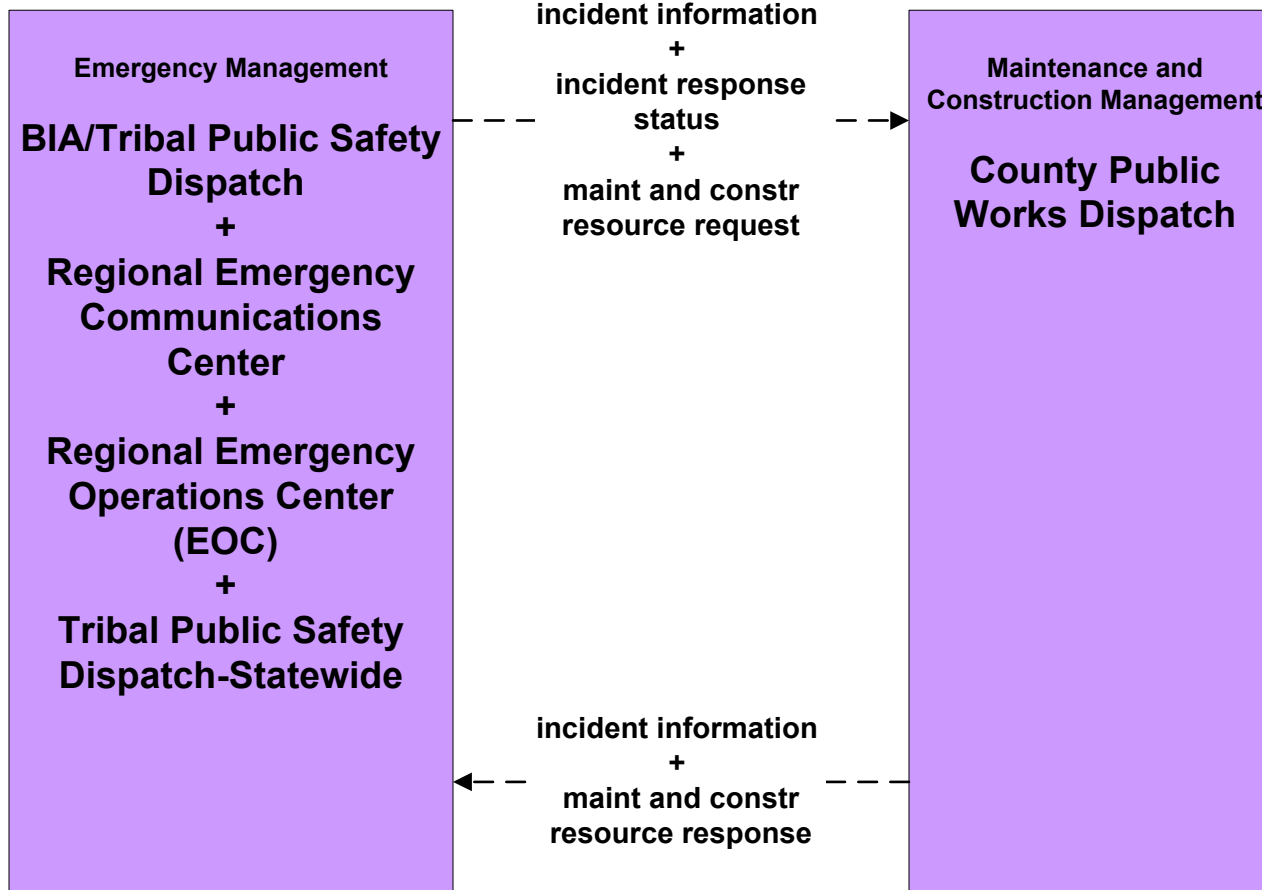 Emergency Management
BIA/Tribal Public Safety
Dispatch
+
Regional Emergency
Communications
Center
+
Regional Emergency
Operations Center
(EOC)
+
Tribal Public Safety
Dispatch-Statewide
incident information
+
incident response
status
+
maint and constr
resource request
incident information
+
maint and constr
resource response
Maintenance and
Construction Management
County Public
Works Dispatch